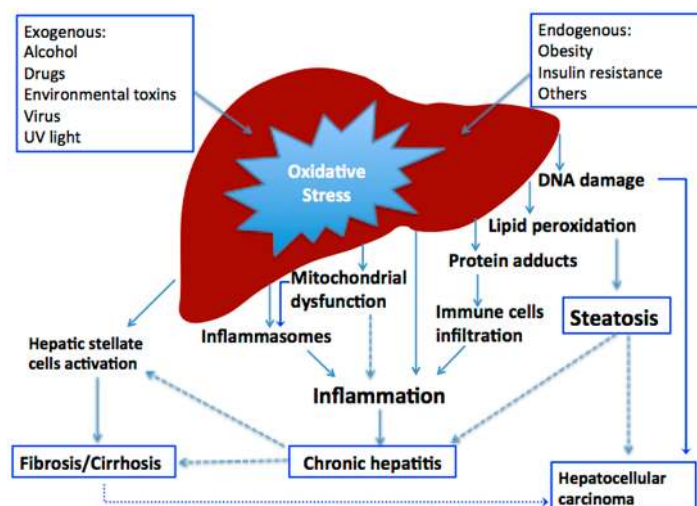 Exogenous:
Alcohol
Drugs
Environmental toxins
Virus
UV light
Endogenous:
Obesity
Insulin resistance
Others
Oxidative
Stress
DNA damage
Lipid peroxidation
Protein adducts
Mitochondrial
dysfunction
Immune cells
infiltration
Steatosis
Inflammasomes
Hepatic stellate
cells activation
Inflammation
Fibrosis/Cirrhosis
Chronic hepatitis
Hepatocellular
carcinoma